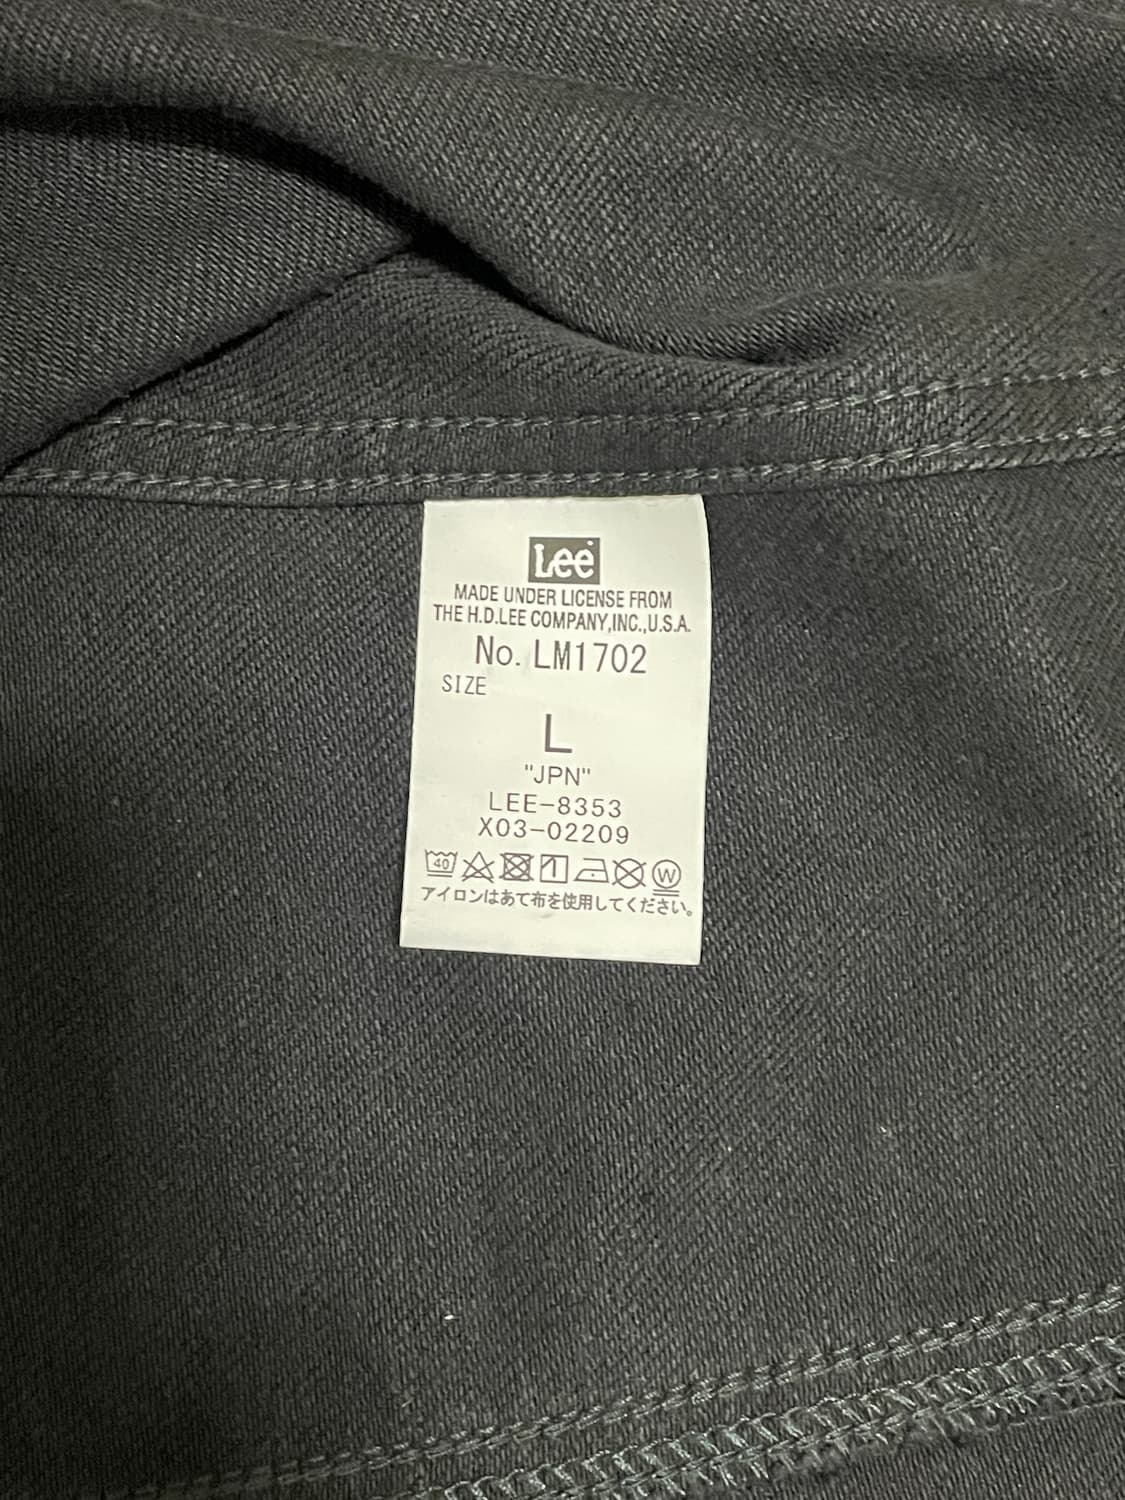 Lee
MADE UNDER LICENSE FROM
THE H.D.LEE COMPANY,INC.,U.S.A.
No. LM1702
SIZE
L
"JPN"
LEE-8353
X03-02209
40 W
アイロンはあて布を使用してください。